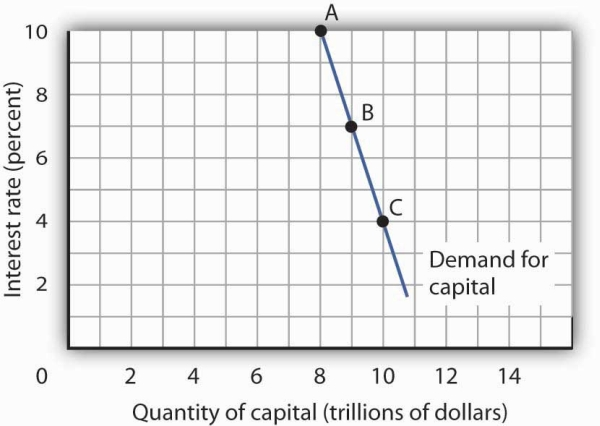 A
10
B
8
6
C
4
Demand for
capital
2
0 2 4 6 8 10 12 14
Interest rate (percent)
Quantity of capital (trillions of dollars)